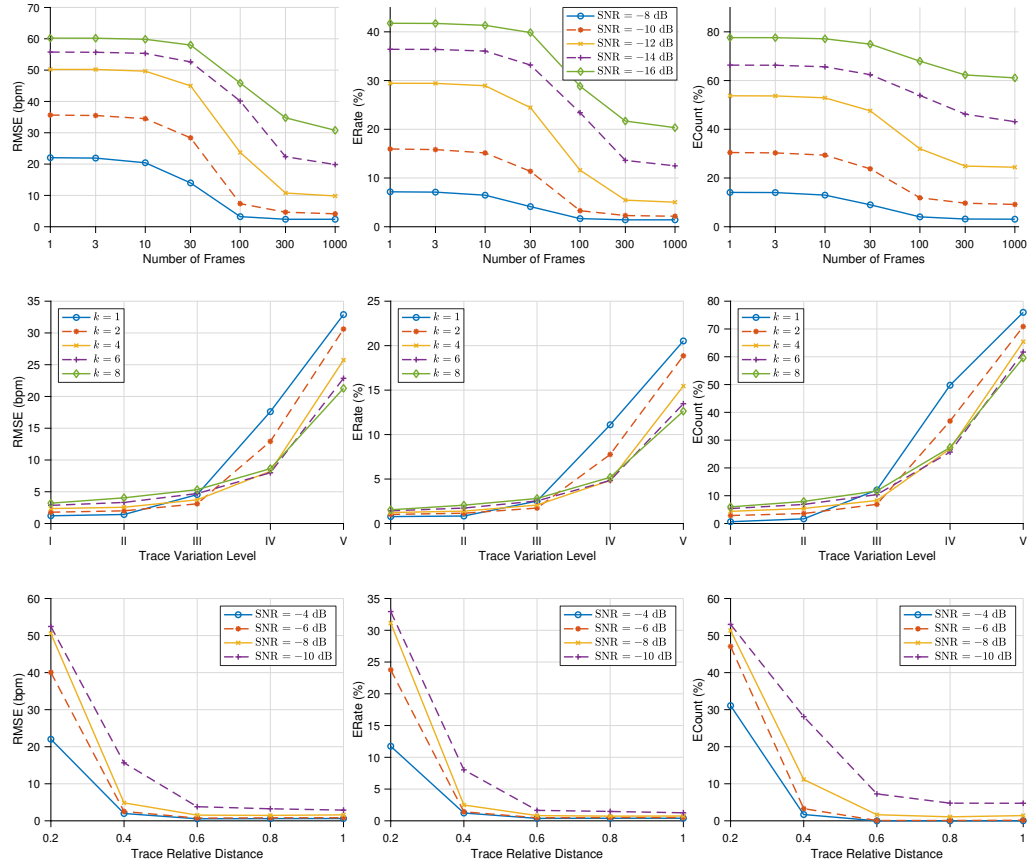 70
60
50
40
30
20
10
0
RMSE (bpm)
1 3 10 30 100 300 1000
Number of Frames
40
30
20
10
0
ERate (%)
1 3 10 30 100 300 1000
Number of Frames
SNR = −8 dB
SNR = −10 dB
SNR = −12 dB
SNR = −14 dB
SNR = −16 dB
80
60
40
20
0
ECount (%)
1 3 10 30 100 300 1000
Number of Frames
35
30
25
20
15
10
5
0
RMSE (bpm)
k = 1
k = 2
k = 4
k = 6
k = 8
I II III IV V
Trace Variation Level
25
20
15
10
5
0
ERate (%)
k = 1
k = 2
k = 4
k = 6
k = 8
I II III IV V
Trace Variation Level
80
70
60
50
40
30
20
10
0
ECount (%)
k = 1
k = 2
k = 4
k = 6
k = 8
I II III IV V
Trace Variation Level
60
50
40
30
20
10
0
RMSE (bpm)
SNR = −4 dB
SNR = −6 dB
SNR = −8 dB
SNR = −10 dB
0.2 0.4 0.6 0.8 1
Trace Relative Distance
35
30
25
20
15
10
5
0
ERate (%)
SNR = −4 dB
SNR = −6 dB
SNR = −8 dB
SNR = −10 dB
0.2 0.4 0.6 0.8 1
Trace Relative Distance
60
50
40
30
20
10
0
ECount (%)
SNR = −4 dB
SNR = −6 dB
SNR = −8 dB
SNR = −10 dB
0.2 0.4 0.6 0.8 1
Trace Relative Distance